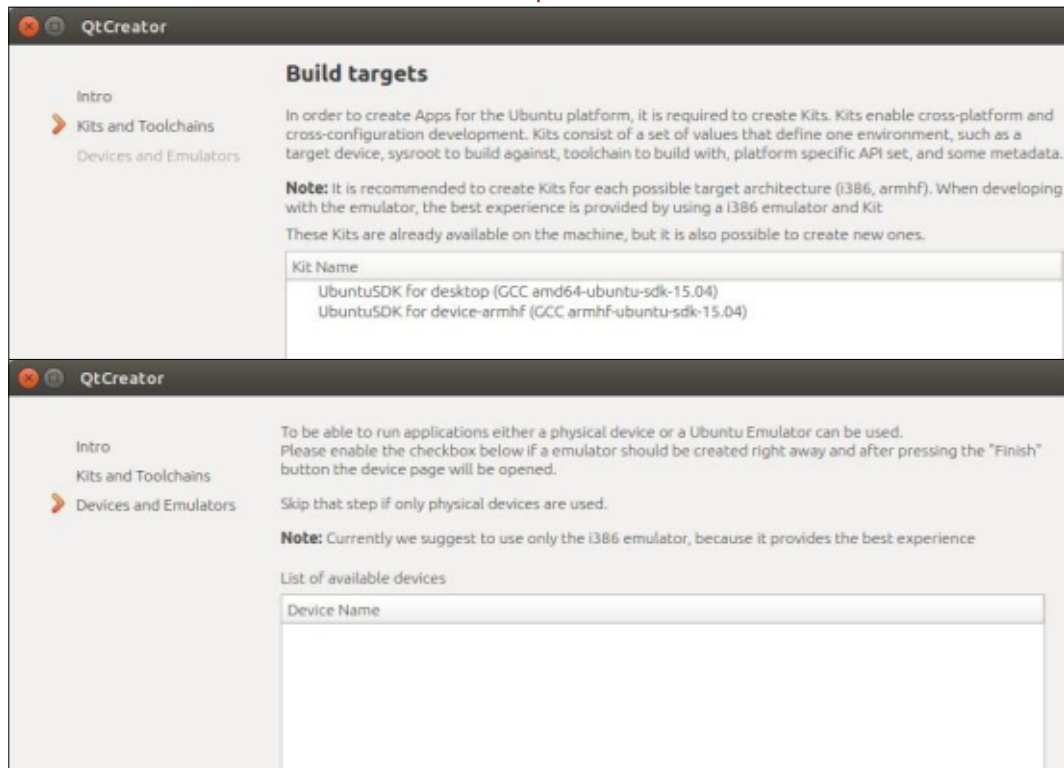 QtCreator
Build targets
Intro
Kits and Toolchains
Devices and Emulators
In order to create Apps for the Ubuntu platform, it is required to create Kits. Kits enable cross-platform and
cross-configuration development. Kits consist of a set of values that define one environment, such as a
target device, sysroot to build against, toolchain to build with, platform specific API set, and some metadata.
Note: It is recommended to create Kits for each possible target architecture (i386, armhf). When developing
with the emulator, the best experience is provided by using a i386 emulator and Kit
These Kits are already available on the machine, but it is also possible to create new ones.
Kit Name
UbuntuSDK for desktop (GCC amd64-ubuntu-sdk-15.04)
UbuntuSDK for device-armhf (GCC armhf-ubuntu-sdk-15.04)
QtCreator
Intro
Kits and Toolchains
Devices and Emulators
To be able to run applications either a physical device or a Ubuntu Emulator can be used.
Please enable the checkbox below if a emulator should be created right away and after pressing the "Finish"
button the device page will be opened.
Skip that step if only physical devices are used.
Note: Currently we suggest to use only the i386 emulator, because it provides the best experience
List of available devices
Device Name